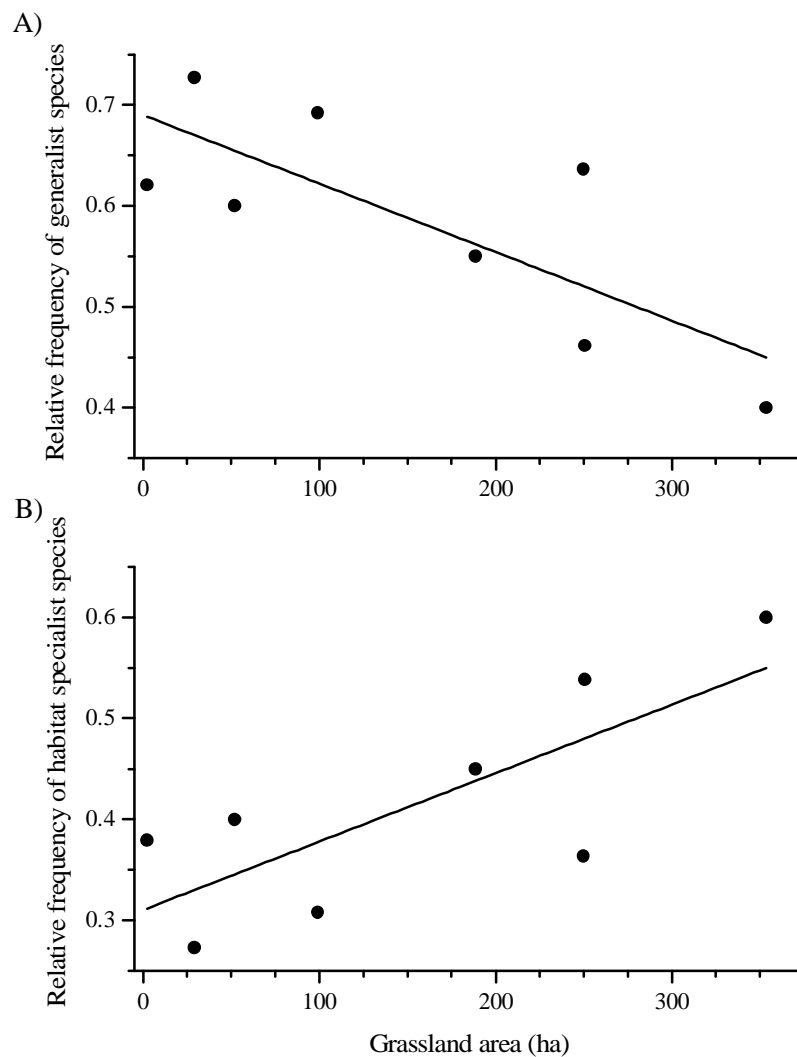 A)
Relative frequency of generalist species
0.7
0.6
0.5
0.4
0 100 200 300
B)
Relative frequency of habitat specialist species
0.6
0.5
0.4
0.3
0 100 200 300
Grassland area (ha)